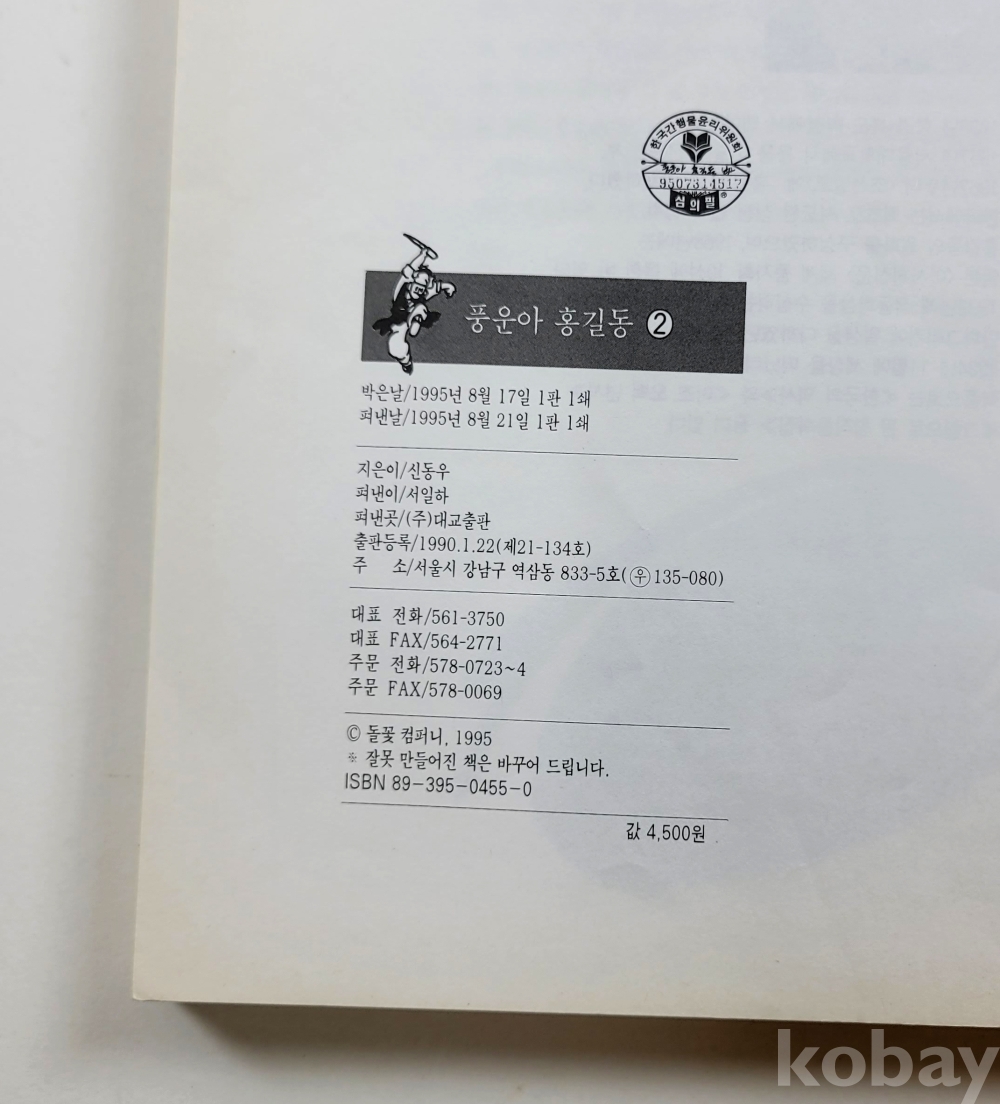 한국간행물윤리위원회
9507314517
심의필
풍운아 홍길동 ②
박은날/1995년 8월 17일 1판 1쇄
펴낸날/1995년 8월 21일 1판 1쇄
지은이/신동우
펴낸이/서일하
펴낸곳/(주)대교출판
출판등록/1990.1.22(제21-134호)
주 소/서울시 강남구 역삼동 833-5호(㉾135-080)
대표 전화/561-3750
대표 FAX/564-2771
주문 전화/578-0723~4
주문 FAX/578-0069
© 돌꽃 컴퍼니, 1995
※ 잘못 만들어진 책은 바꾸어 드립니다.
ISBN 89-395-0455-0
값 4,500원
kobay